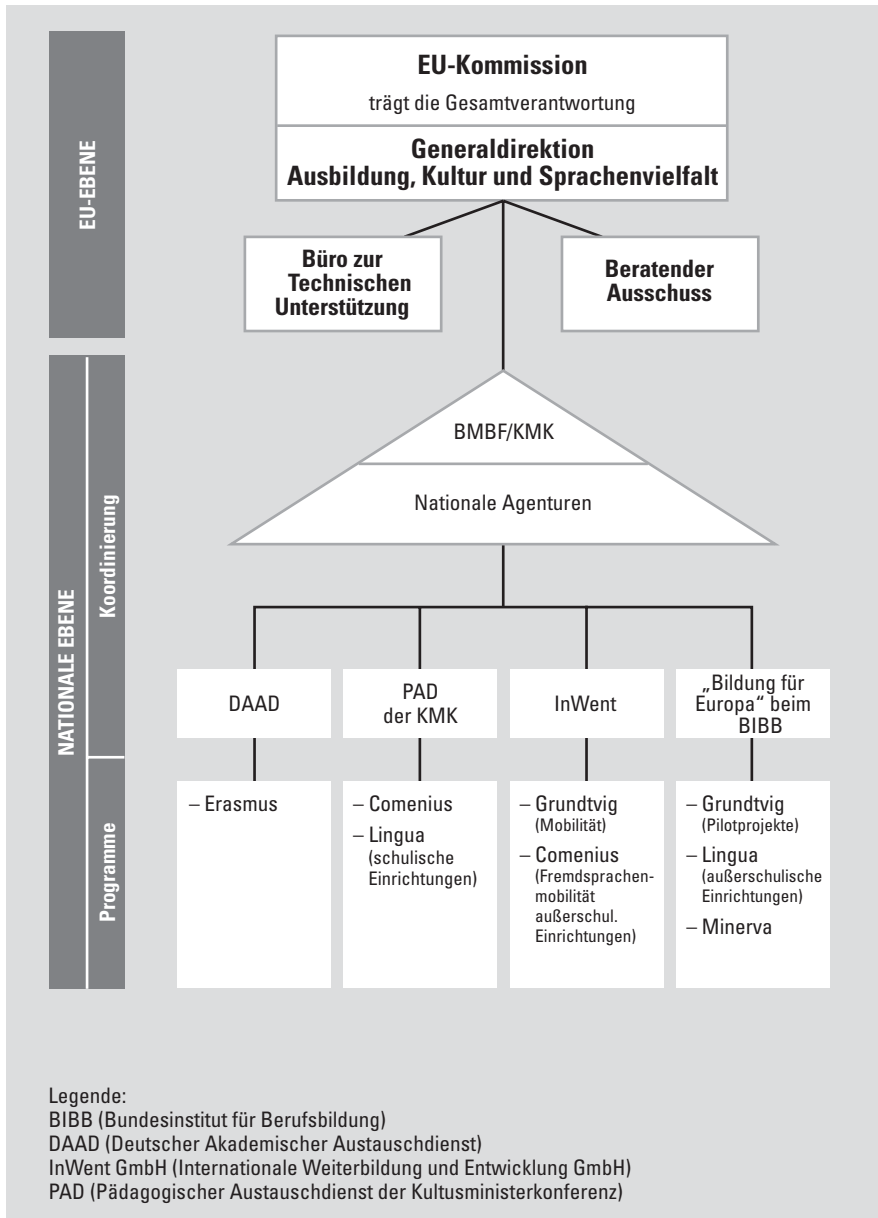 EU-EBENE
EU-Kommission
trägt die Gesamtverantwortung
Generaldirektion
Ausbildung, Kultur und Sprachenvielfalt
Büro zur
Technischen
Unterstützung
Beratender
Ausschuss
NATIONALE EBENE
Koordinierung
BMBF/KMK
Nationale Agenturen
DAAD
PAD
der KMK
InWent
„Bildung für
Europa“ beim
BIBB
Programme
– Erasmus
– Comenius
– Lingua
(schulische
Einrichtungen)
– Grundtvig
(Mobilität)
– Comenius
(Fremdsprachen-
mobilität
außerschul.
Einrichtungen)
– Grundtvig
(Pilotprojekte)
– Lingua
(außerschulische
Einrichtungen)
– Minerva
Legende:
BIBB (Bundesinstitut für Berufsbildung)
DAAD (Deutscher Akademischer Austauschdienst)
InWent GmbH (Internationale Weiterbildung und Entwicklung GmbH)
PAD (Pädagogischer Austauschdienst der Kultusministerkonferenz)